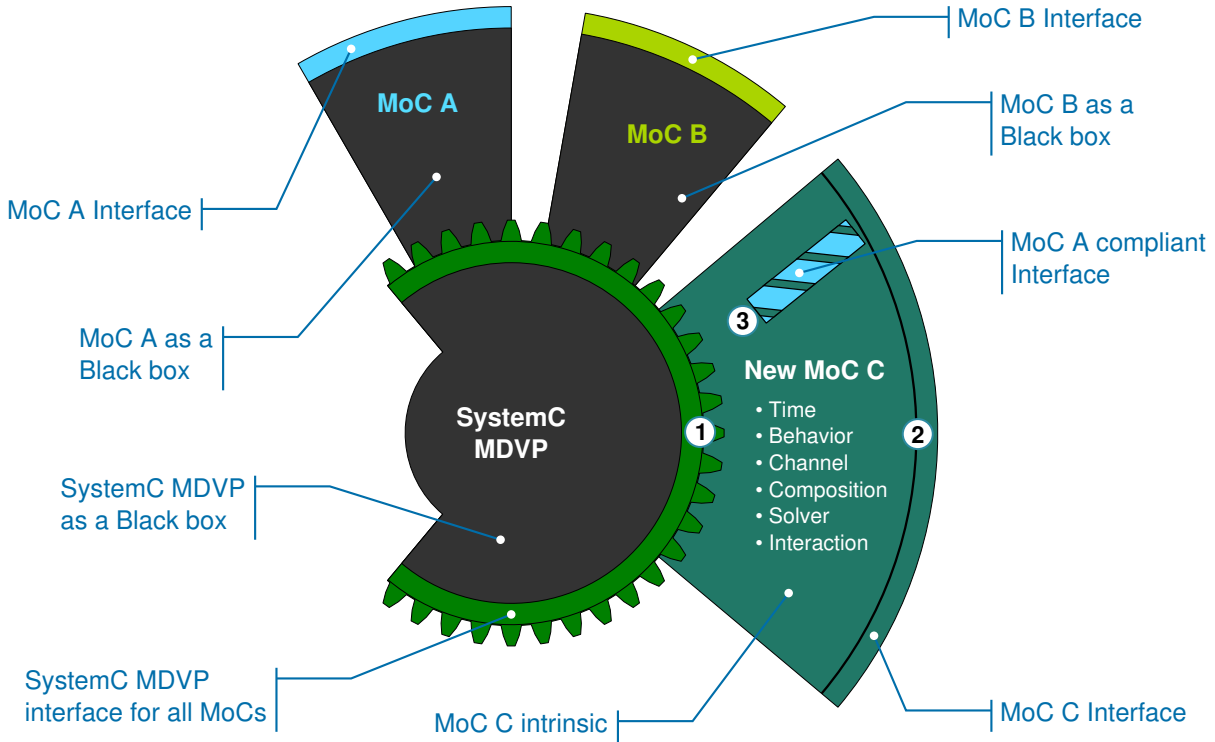 MoC B Interface
MoC A
MoC B
MoC B as a
Black box
MoC A Interface
MoC A compliant
Interface
3
MoC A as a
Black box
New MoC C
• Time
• Behavior
• Channel
• Composition
• Solver
• Interaction
SystemC
MDVP
1
2
SystemC MDVP
as a Black box
SystemC MDVP
interface for all MoCs
MoC C intrinsic
MoC C Interface